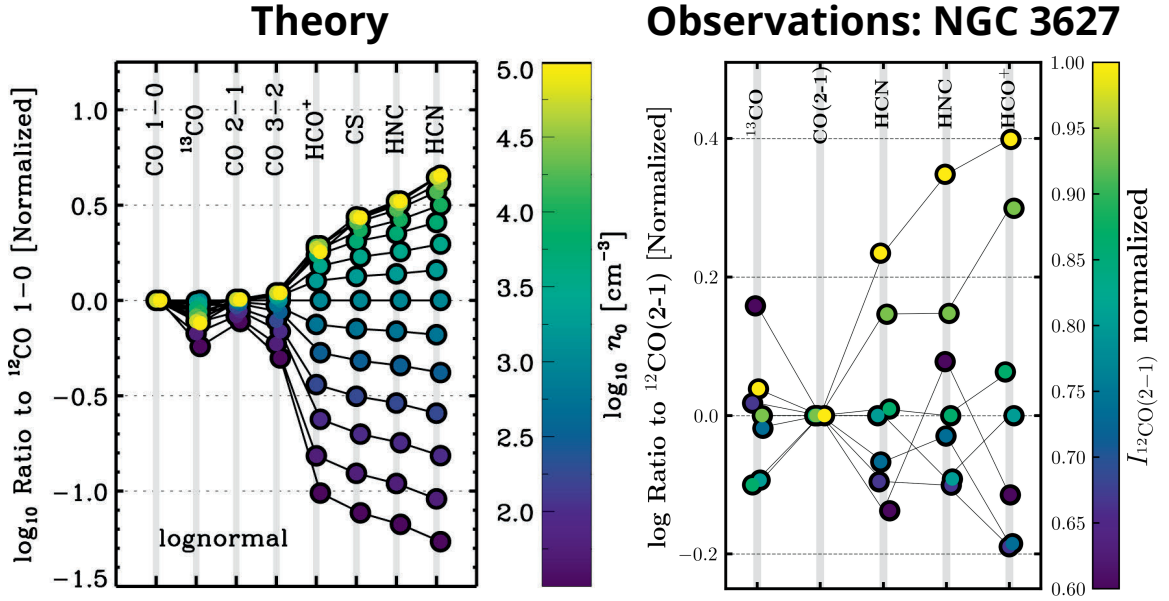 Theory
Observations: NGC 3627
log₁₀ Ratio to ¹²CO 1−0 [Normalized]
1.0
0.5
0.0
−0.5
−1.0
−1.5
CO 1−0
¹³CO
CO 2−1
CO 3−2
HCO⁺
CS
HNC
HCN
lognormal
5.0
4.5
4.0
3.5
3.0
2.5
2.0
log₁₀ n₀ [cm⁻³]
log Ratio to ¹²CO(2-1) [Normalized]
0.4
0.2
0.0
−0.2
¹³CO
CO(2-1)
HCN
HNC
HCO⁺
1.00
0.95
0.90
0.85
0.80
0.75
0.70
0.65
0.60
I₁₂CO(2−1) normalized